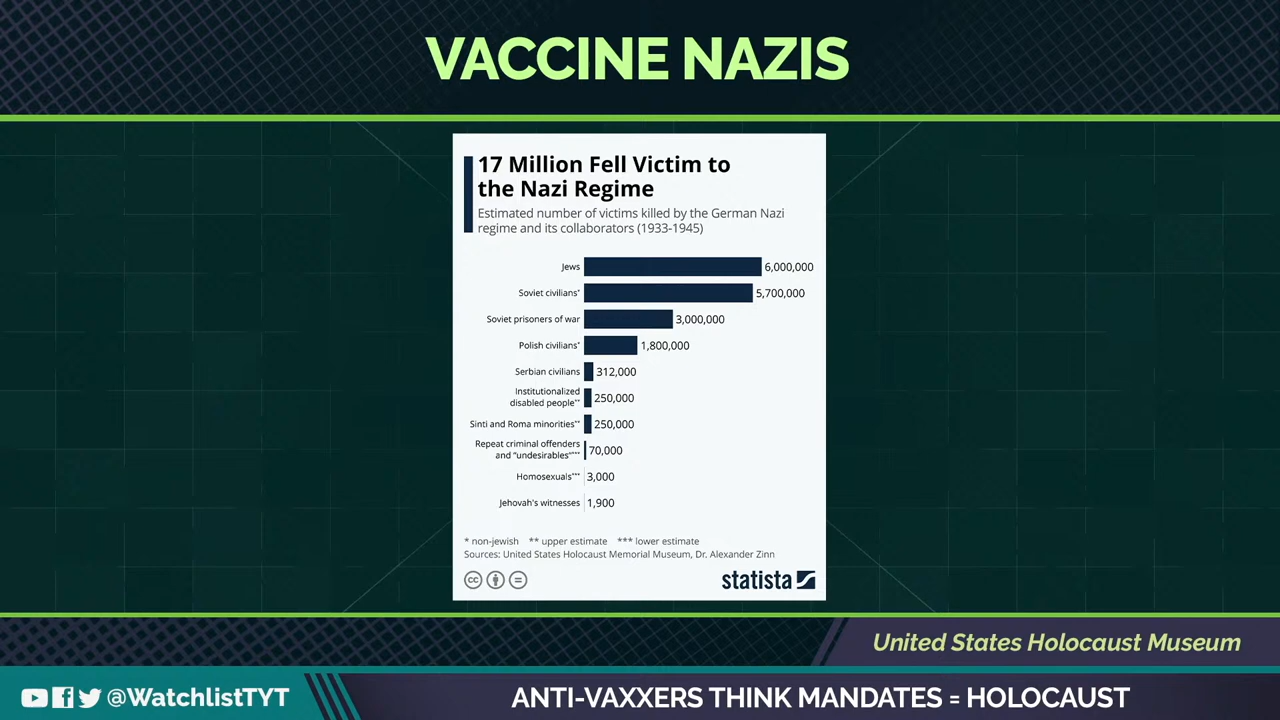 VACCINE NAZIS
17 Million Fell Victim to
the Nazi Regime
Estimated number of victims killed by the German Nazi
regime and its collaborators (1933-1945)
Jews 6,000,000
Soviet civilians* 5,700,000
Soviet prisoners of war 3,000,000
Polish civilians* 1,800,000
Serbian civilians 312,000
Institutionalized
disabled people** 250,000
Sinti and Roma minorities** 250,000
Repeat criminal offenders
and "undesirables"*** 70,000
Homosexuals*** 3,000
Jehovah's witnesses 1,900
* non-jewish ** upper estimate *** lower estimate
Sources: United States Holocaust Memorial Museum, Dr. Alexander Zinn
cc =
statista
United States Holocaust Museum
@WatchlistTYT
ANTI-VAXXERS THINK MANDATES = HOLOCAUST